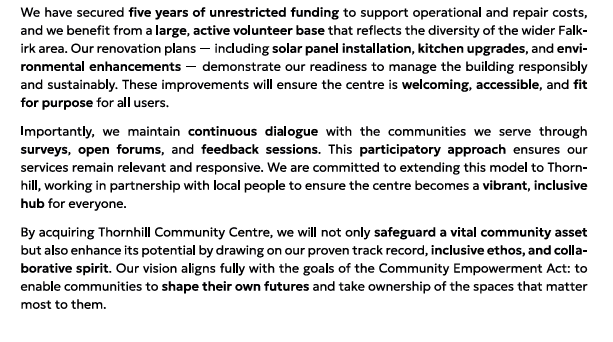 We have secured five years of unrestricted funding to support operational and repair costs,
and we benefit from a large, active volunteer base that reflects the diversity of the wider Falk-
irk area. Our renovation plans — including solar panel installation, kitchen upgrades, and envi-
ronmental enhancements — demonstrate our readiness to manage the building responsibly
and sustainably. These improvements will ensure the centre is welcoming, accessible, and fit
for purpose for all users.
Importantly, we maintain continuous dialogue with the communities we serve through
surveys, open forums, and feedback sessions. This participatory approach ensures our
services remain relevant and responsive. We are committed to extending this model to Thorn-
hill, working in partnership with local people to ensure the centre becomes a vibrant, inclusive
hub for everyone.
By acquiring Thornhill Community Centre, we will not only safeguard a vital community asset
but also enhance its potential by drawing on our proven track record, inclusive ethos, and colla-
borative spirit. Our vision aligns fully with the goals of the Community Empowerment Act: to
enable communities to shape their own futures and take ownership of the spaces that matter
most to them.